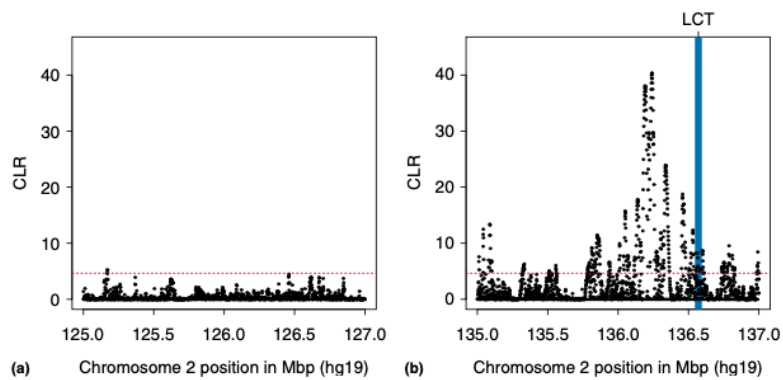 LCT
40
30
20
10
0
CLR
125.0 125.5 126.0 126.5 127.0
(a) Chromosome 2 position in Mbp (hg19)
40
30
20
10
0
CLR
135.0 135.5 136.0 136.5 137.0
(b) Chromosome 2 position in Mbp (hg19)